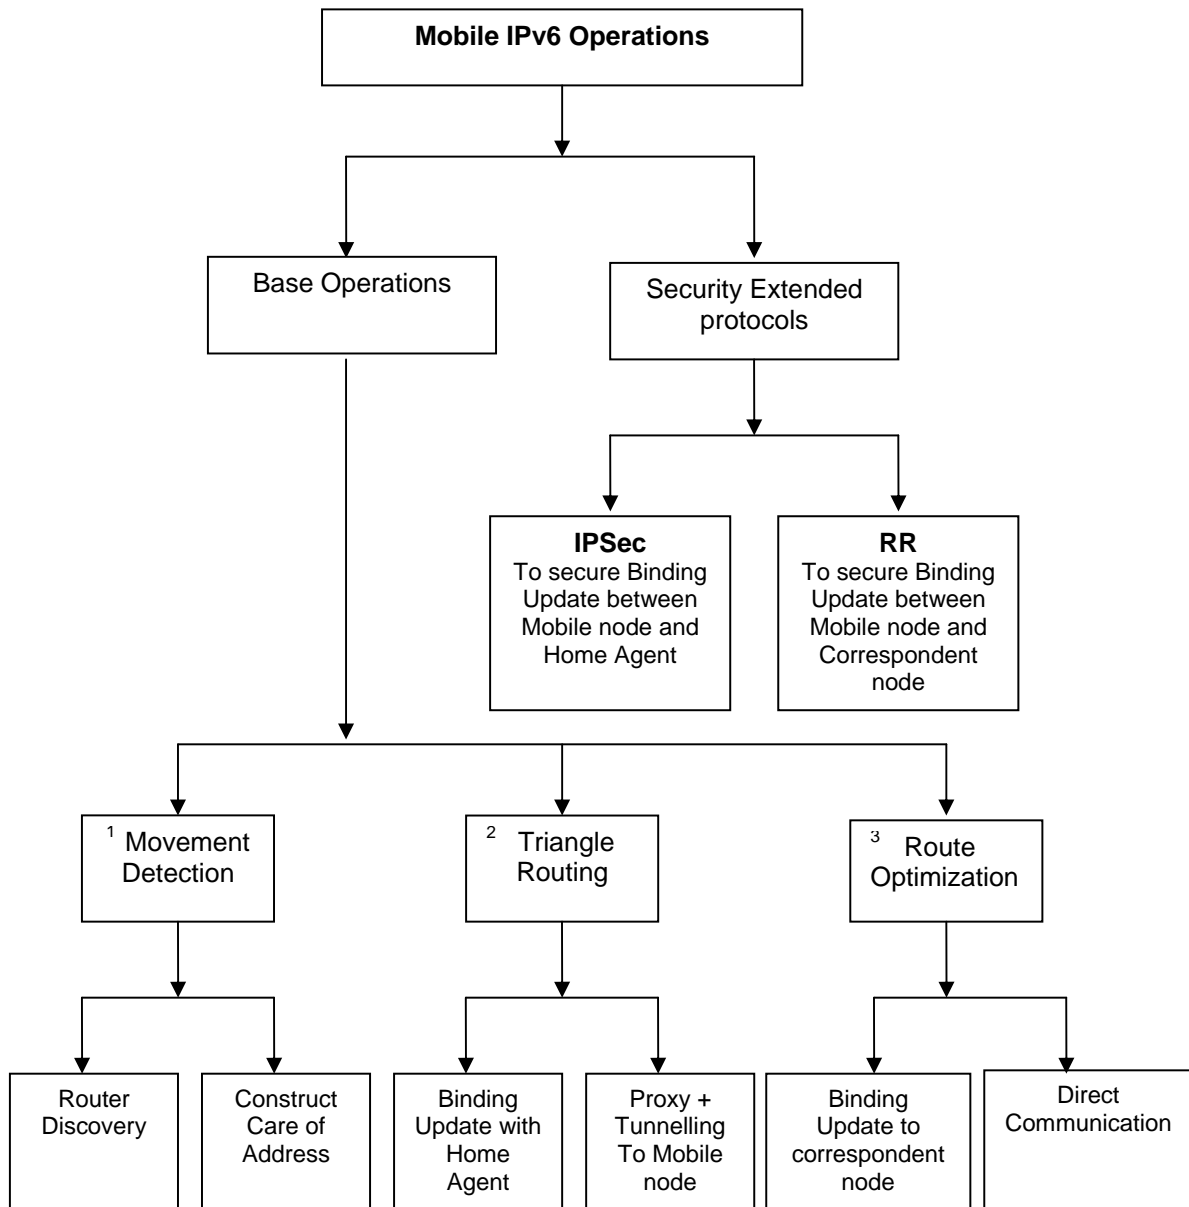 Mobile IPv6 Operations
Base Operations
Security Extended
protocols
IPSec
To secure Binding
Update between
Mobile node and
Home Agent
RR
To secure Binding
Update between
Mobile node and
Correspondent
node
1 Movement
Detection
2 Triangle
Routing
3 Route
Optimization
Router
Discovery
Construct
Care of
Address
Binding
Update with
Home
Agent
Proxy +
Tunnelling
To Mobile
node
Binding
Update to
correspondent
node
Direct
Communication